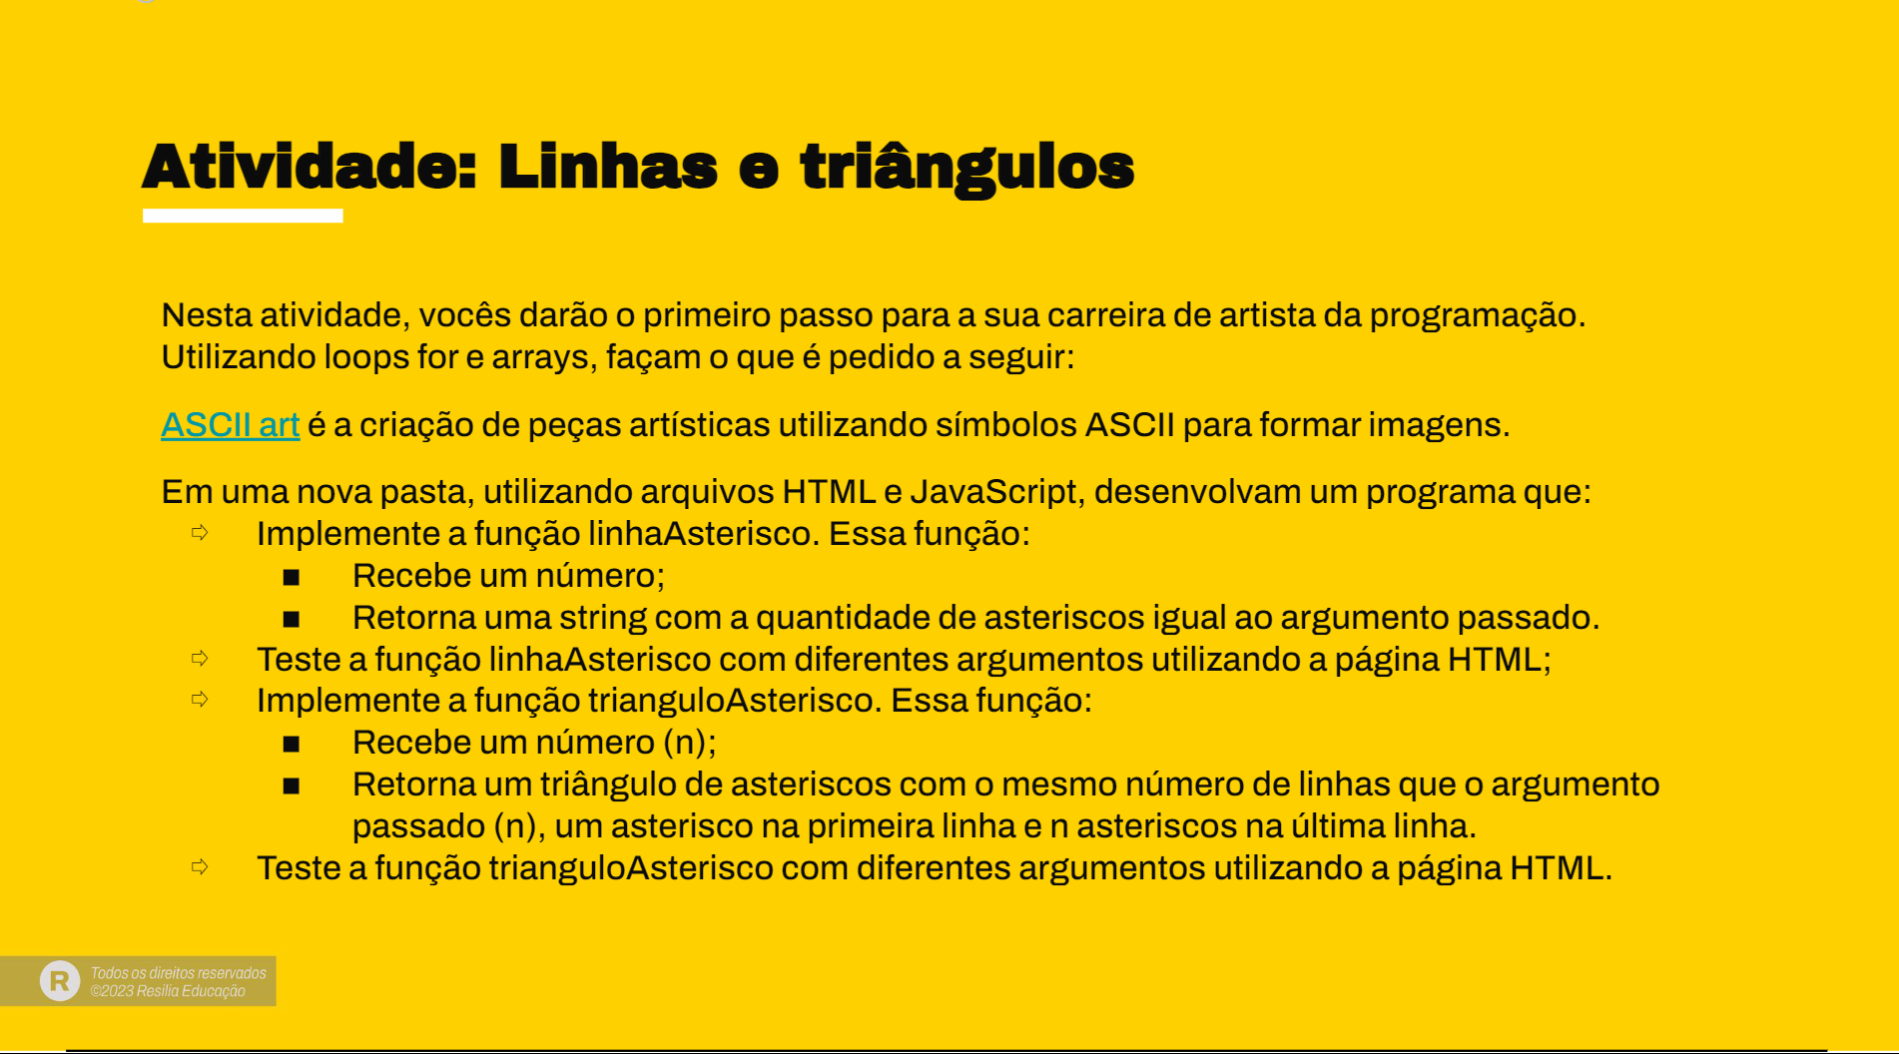 Atividade: Linhas e triângulos
Nesta atividade, vocês darão o primeiro passo para a sua carreira de artista da programação.
Utilizando loops for e arrays, façam o que é pedido a seguir:
ASCII art é a criação de peças artísticas utilizando símbolos ASCII para formar imagens.
Em uma nova pasta, utilizando arquivos HTML e JavaScript, desenvolvam um programa que:
⇨ Implemente a função linhaAsterisco. Essa função:
■ Recebe um número;
■ Retorna uma string com a quantidade de asteriscos igual ao argumento passado.
⇨ Teste a função linhaAsterisco com diferentes argumentos utilizando a página HTML;
⇨ Implemente a função trianguloAsterisco. Essa função:
■ Recebe um número (n);
■ Retorna um triângulo de asteriscos com o mesmo número de linhas que o argumento
passado (n), um asterisco na primeira linha e n asteriscos na última linha.
⇨ Teste a função trianguloAsterisco com diferentes argumentos utilizando a página HTML.
R
Todos os direitos reservados
©2023 Resilia Educação